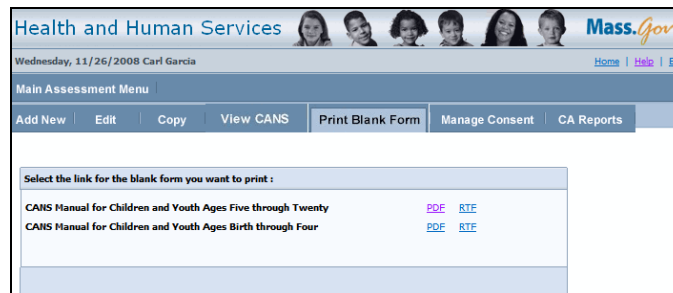 Health and Human Services Mass.Gov
Wednesday, 11/26/2008 Carl Garcia Home | Help |
Main Assessment Menu
Add New Edit Copy View CANS Print Blank Form Manage Consent CA Reports
Select the link for the blank form you want to print :
CANS Manual for Children and Youth Ages Five through Twenty PDF RTF
CANS Manual for Children and Youth Ages Birth through Four PDF RTF